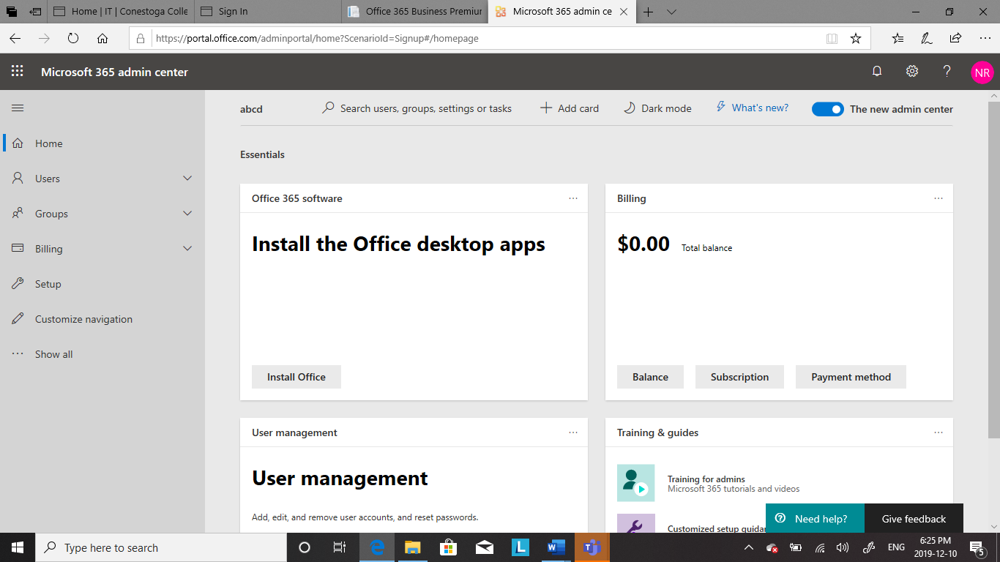 Home | IT | Conestoga Colle
Sign In
Office 365 Business Premiur
Microsoft 365 admin ce
https://portal.office.com/adminportal/home?ScenarioId=Signup#/homepage
Microsoft 365 admin center
NR
abcd
Search users, groups, settings or tasks
Add card
Dark mode
What's new?
The new admin center
Home
Users
Groups
Billing
Setup
Customize navigation
Show all
Essentials
Office 365 software
Install the Office desktop apps
Install Office
Billing
$0.00 Total balance
Balance
Subscription
Payment method
User management
User management
Add, edit, and remove user accounts, and reset passwords.
Training & guides
Training for admins
Microsoft 365 tutorials and videos
Customized setup guidar
Need help?
Give feedback
Type here to search
ENG
6:25 PM
2019-12-10
5